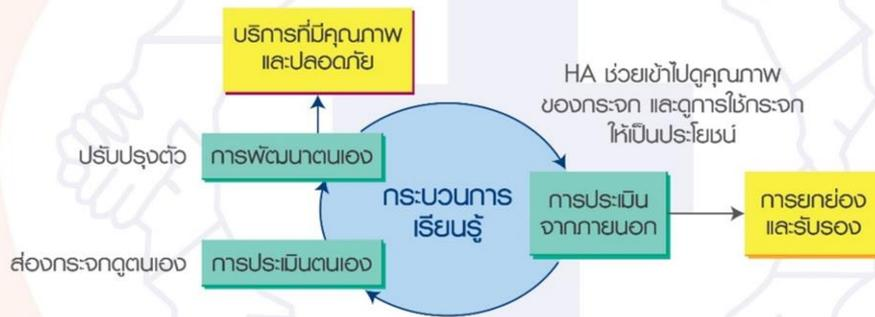 บริการที่มีคุณภาพ
และปลอดภัย
HA ช่วยเข้าไปดูคุณภาพ
ของกระจก และดูการใช้กระจก
ให้เป็นประโยชน์
ปรับปรุงตัว
การพัฒนาตนเอง
กระบวนการ
เรียนรู้
การประเมิน
จากภายนอก
การยกย่อง
และรับรอง
ส่องกระจกดูตนเอง
การประเมินตนเอง